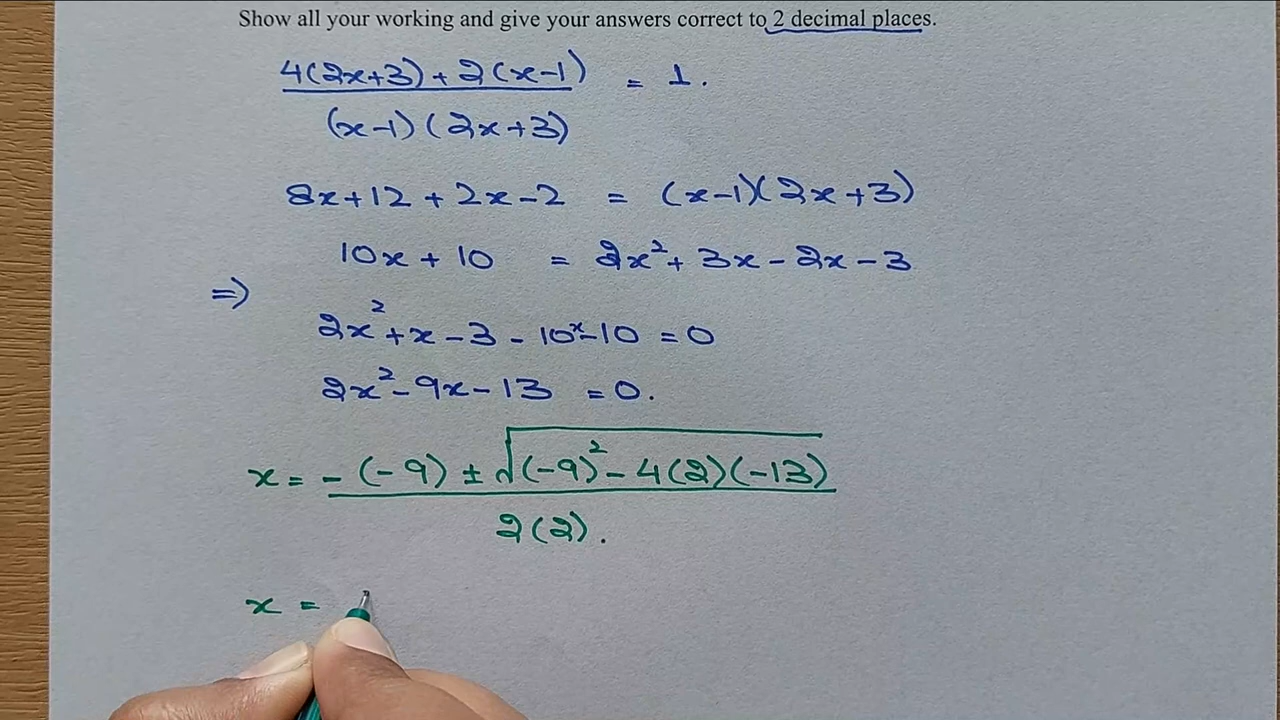 Show all your working and give your answers correct to 2 decimal places.
4(2x+3) + 2(x-1)
= 1.
(x-1)(2x+3)
8x+12 + 2x-2 = (x-1)(2x+3)
10x + 10 = 2x² + 3x - 2x - 3
⇒
2x² + x - 3 - 10x - 10 = 0
2x² - 9x - 13 = 0.
x = -(-9) ± √(-9)² - 4(2)(-13)
2(2).
x =